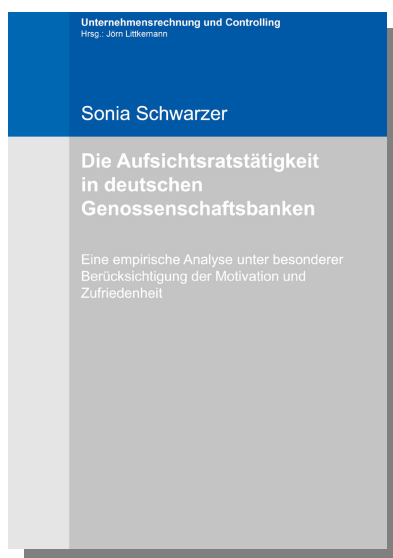 Unternehmensrechnung und Controlling
Hrsg.: Jörn Littkemann
Sonia Schwarzer
Die Aufsichtsratstätigkeit
in deutschen
Genossenschaftsbanken
Eine empirische Analyse unter besonderer
Berücksichtigung der Motivation und
Zufriedenheit